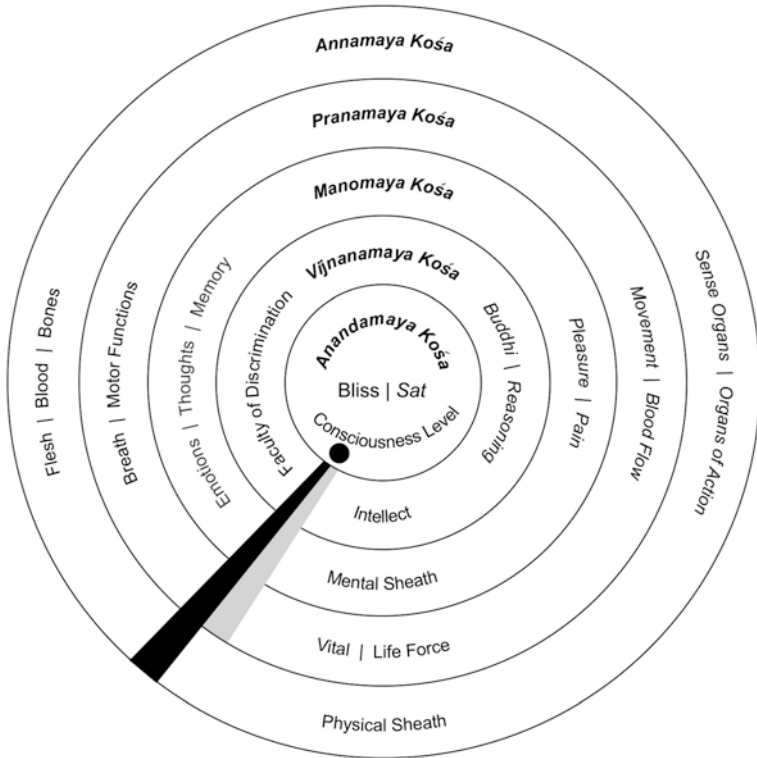 Annamaya Kośa
Pranamaya Kośa
Manomaya Kośa
Vijnanamaya Kośa
Anandamaya Kośa
Bliss | Sat
Consciousness Level
Flesh | Blood | Bones
Breath | Motor Functions
Emotions | Thoughts | Memory
Faculty of Discrimination
Buddhi | Reasoning
Pleasure | Pain
Movement | Blood Flow
Sense Organs | Organs of Action
Intellect
Mental Sheath
Vital | Life Force
Physical Sheath